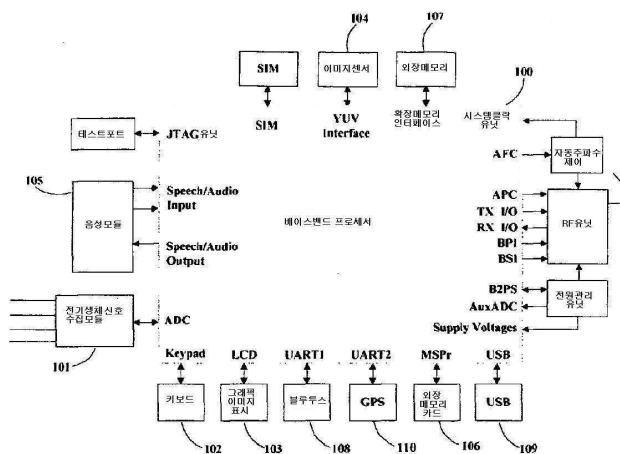 104
107
100
SIM
이미지센서
외장메모리
SIM
YUV
Interface
확장메모리
인터페이스
시스템클락
유닛
테스트포트
JTAG유닛
AFC
자동주파수
제어
105
음성모듈
Speech/Audio
Input
Speech/Audio
Output
베이스밴드 프로세서
APC
TX I/O
RX I/O
BPI
BSI
RF유닛
전기생체신호
수집모듈
101
ADC
B2PS
AuxADC
Supply Voltages
전원관리
유닛
Keypad
LCD
UART1
UART2
MSPr
USB
키보드
그래픽
이미지
표시
블루투스
GPS
외장
메모리
카드
USB
102
103
108
110
106
109